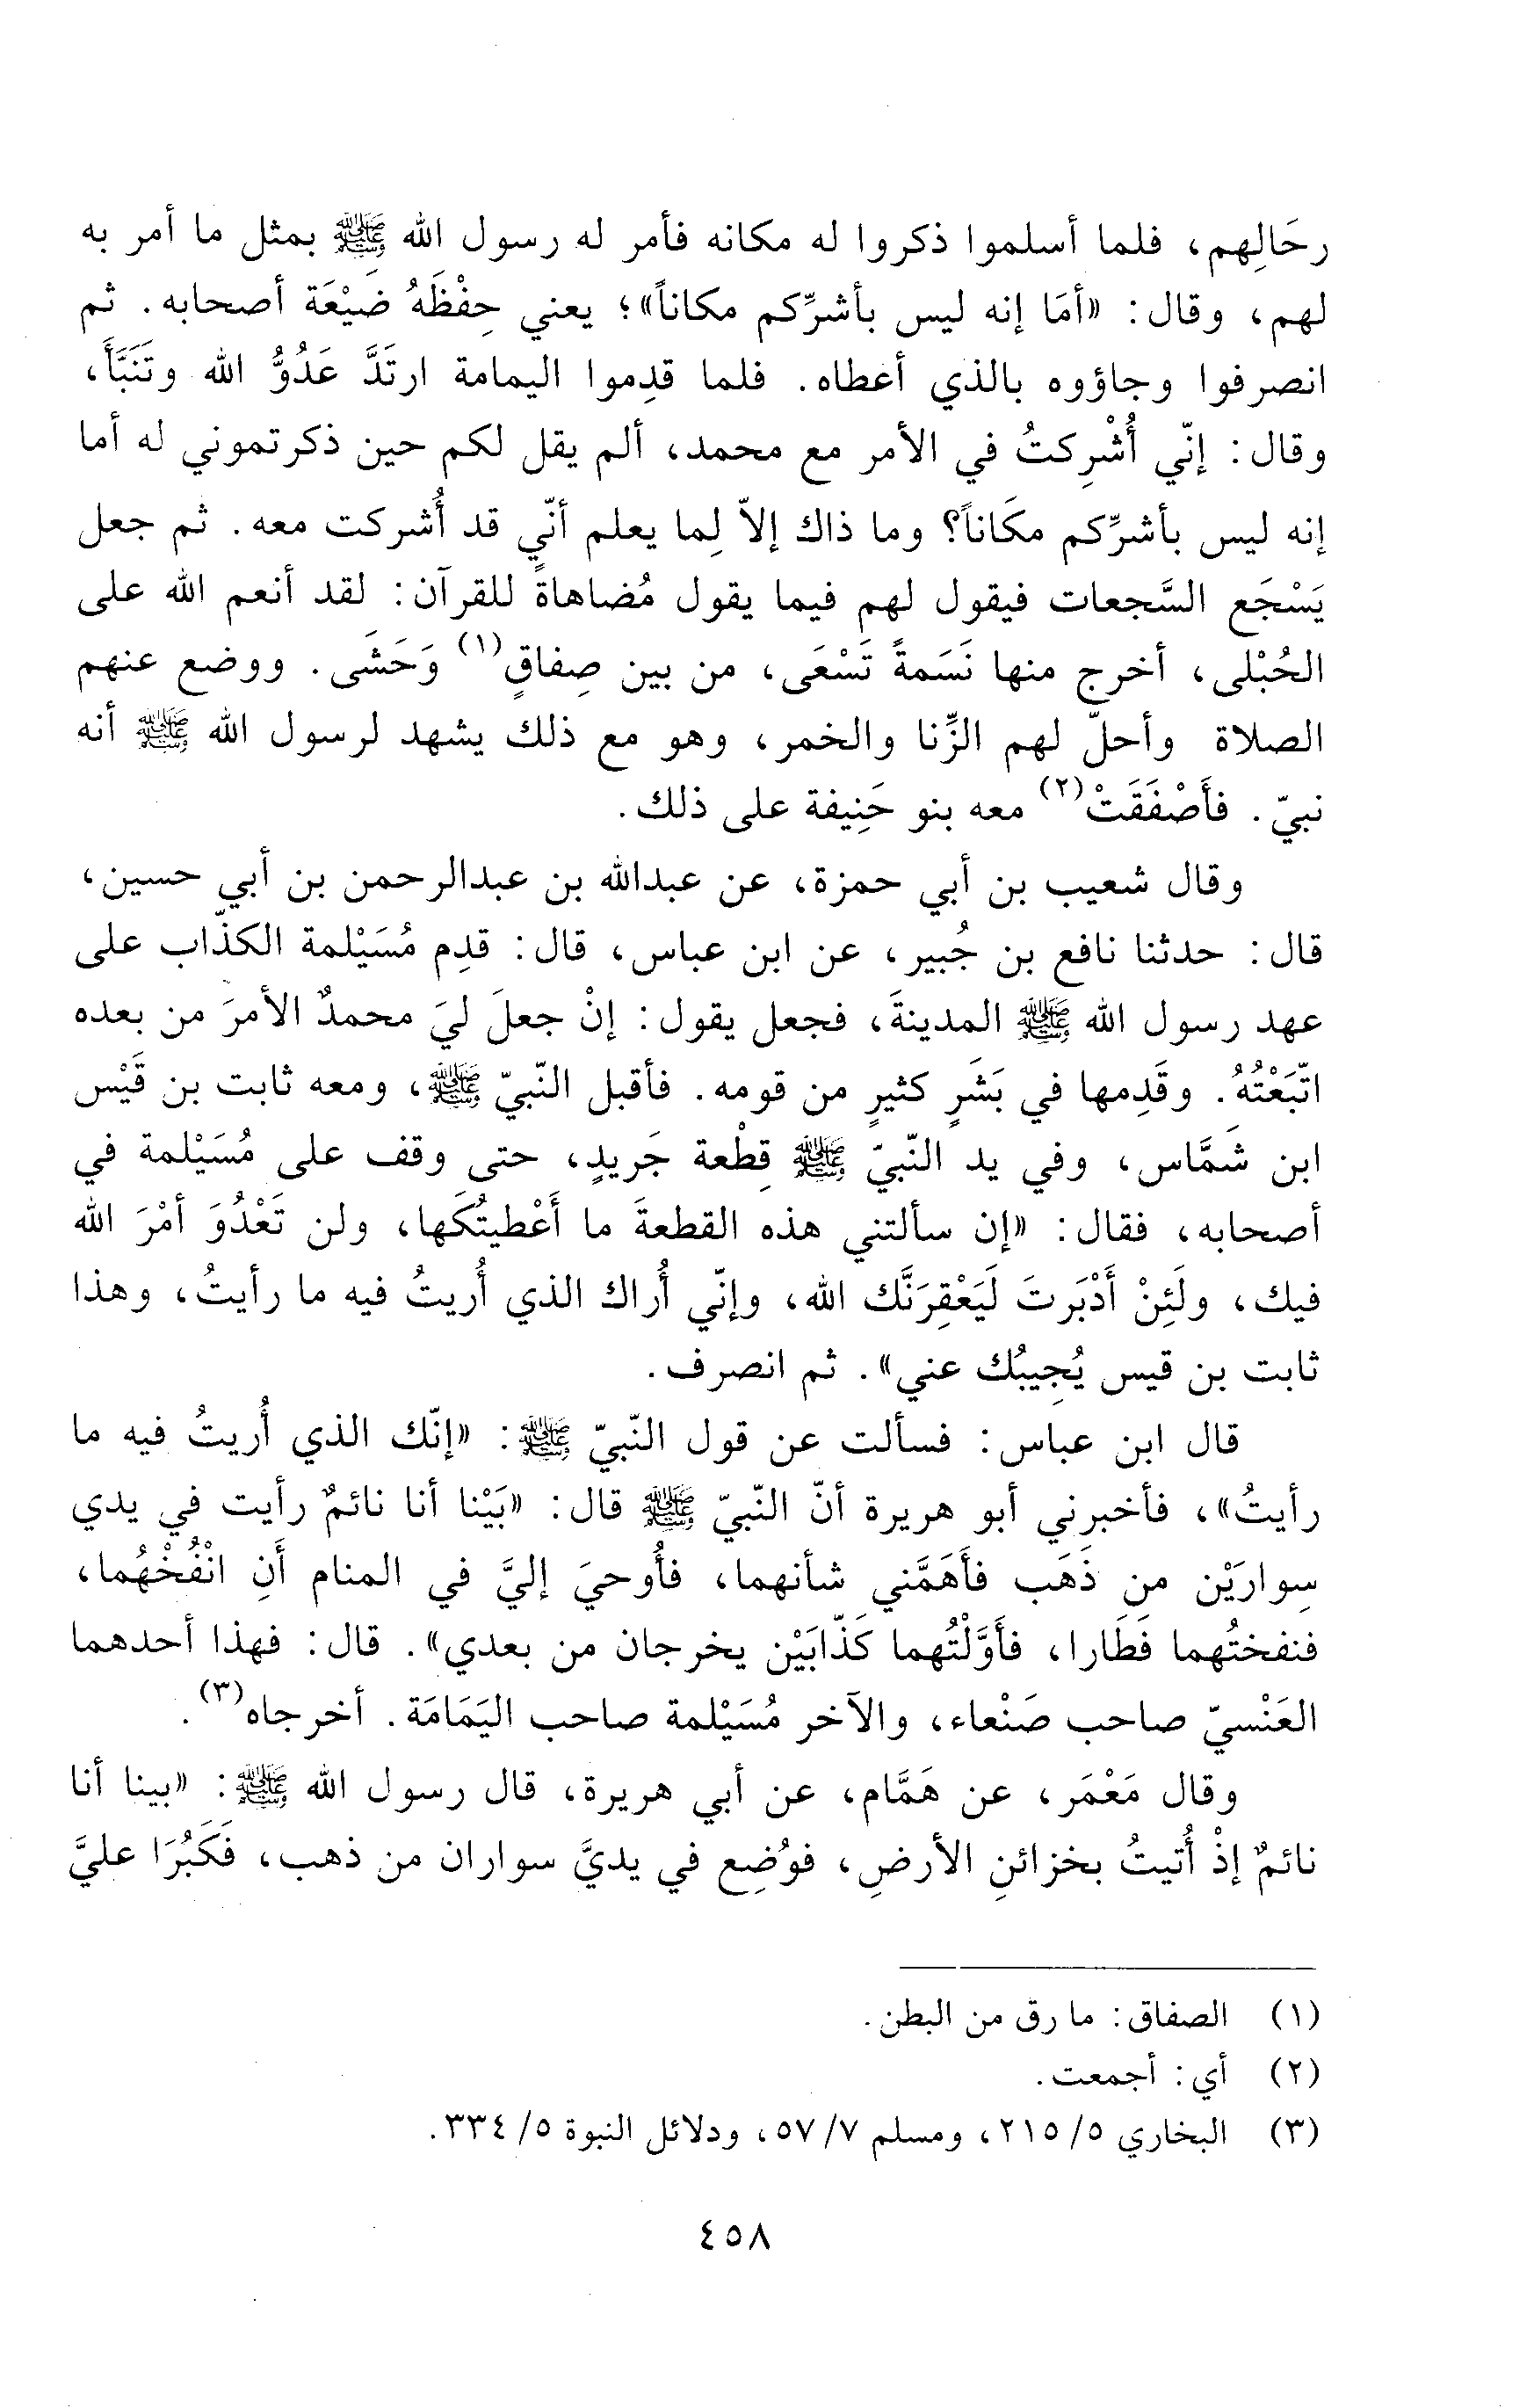 رحَالِهم، فلما أسلموا ذكروا له مكانه فأمر له رسول الله ﷺ بمثل ما أمر به
لهم، وقال: «أمَا إنه ليس بأشرِّكم مكاناً»؛ يعني حِفْظَهُ ضَيْعَة أصحابه. ثم
انصرفوا وجاؤوه بالذي أعطاه. فلما قدِموا اليمامة ارتَدَّ عَدُوُّ الله وتَنَبَّأَ،
وقال: إنّي أُشْرِكتُ في الأمر مع محمد، ألم يقل لكم حين ذكرتموني له أما
إنه ليس بأشرِّكم مكَاناً؟ وما ذاك إلاّ لِما يعلم أنّي قد أُشركت معه. ثم جعل
يَسْجَع السَّجعات فيقول لهم فيما يقول مُضاهاةً للقرآن: لقد أنعم الله على
الحُبْلى، أخرج منها نَسَمةً تَسْعَى، من بين صِفاقٍ(١) وَحَشَى. ووضع عنهم
الصلاة وأحلّ لهم الزِّنا والخمر، وهو مع ذلك يشهد لرسول الله ﷺ أنه
نبيّ. فأَصْفَقَتْ(٢) معه بنو حَنِيفة على ذلك.
وقال شعيب بن أبي حمزة، عن عبدالله بن عبدالرحمن بن أبي حسين،
قال: حدثنا نافع بن جُبير، عن ابن عباس، قال: قدِم مُسَيْلمة الكذّاب على
عهد رسول الله ﷺ المدينةَ، فجعل يقول: إنْ جعلَ ليَ محمدٌ الأمرَ من بعده
اتّبَعْتُهُ. وقَدِمها في بَشَرٍ كثيرٍ من قومه. فأقبل النّبيّ ﷺ، ومعه ثابت بن قَيْس
ابن شَمَّاس، وفي يد النّبيّ ﷺ قِطْعة جَريدٍ، حتى وقف على مُسَيْلمة في
أصحابه، فقال: «إن سألتني هذه القطعةَ ما أَعْطيتُكَها، ولن تَعْدُوَ أمْرَ الله
فيك، ولَئِنْ أَدْبَرتَ لَيَعْقِرَنَّك الله، وإنّي أُراك الذي أُريتُ فيه ما رأيتُ، وهذا
ثابت بن قيس يُجِيبُك عني». ثم انصرف.
قال ابن عباس: فسألت عن قول النّبيّ ﷺ: «إنّك الذي أُريتُ فيه ما
رأيتُ»، فأخبرني أبو هريرة أنّ النّبيّ ﷺ قال: «بَيْنا أنا نائمٌ رأيت في يدي
سِوارَيْن من ذَهَب فأَهَمَّني شأنهما، فأُوحيَ إليَّ في المنام أَنِ انْفُخْهُما،
فنفختُهما فَطَارا، فأَوَّلْتُهما كَذّابَيْن يخرجان من بعدي». قال: فهذا أحدهما
العَنْسيّ صاحب صَنْعاء، والآخر مُسَيْلمة صاحب اليَمَامَة. أخرجاه(٣).
وقال مَعْمَر، عن هَمَّام، عن أبي هريرة، قال رسول الله ﷺ: «بينا أنا
نائمٌ إذْ أُتيتُ بخزائنِ الأرضِ، فوُضِع في يديَّ سواران من ذهب، فَكَبُرَا عليَّ
(١) الصفاق: ما رق من البطن.
(٢) أي: أجمعت.
(٣) البخاري ٥/ ٢١٥، ومسلم ٧/ ٥٧، ودلائل النبوة ٥/ ٣٣٤.
٤٥٨